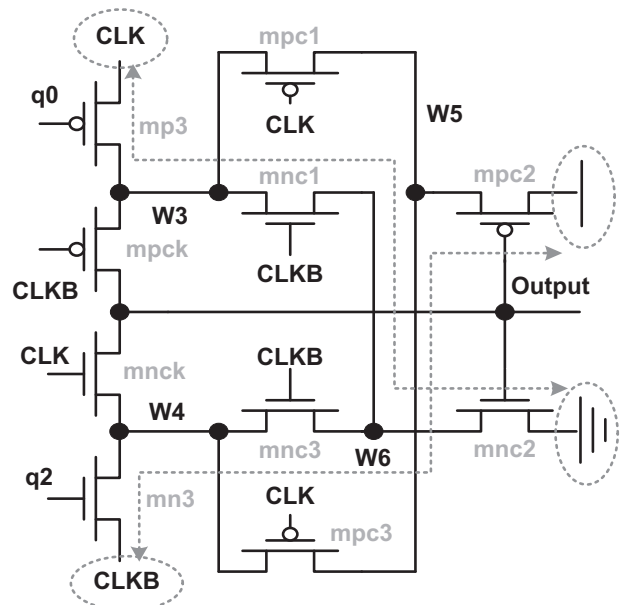 CLK
mpc1
q0
mp3
CLK
W5
mnc1
mpc2
W3
mpck
CLKB
CLKB
Output
CLK
mnck
CLKB
W4
mnc3
W6
mnc2
q2
mn3
CLK
mpc3
CLKB